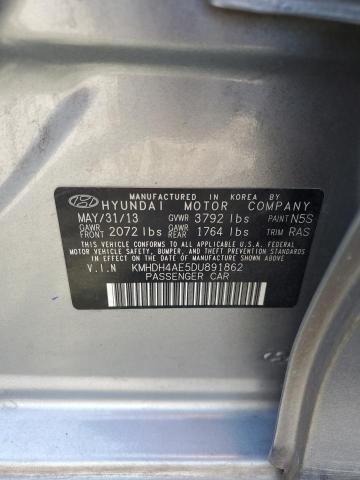 MANUFACTURED IN KOREA BY
HYUNDAI MOTOR COMPANY
MAY/31/13 GVWR 3792 lbs PAINT N5S
GAWR FRONT 2072 lbs GAWR REAR 1764 lbs TRIM RAS
THIS VEHICLE CONFORMS TO ALL APPLICABLE U.S. FEDERAL
MOTOR VEHICLE SAFETY, BUMPER, AND THEFT PREVENTION
STANDARDS IN EFFECT ON THE DATE OF MANUFACTURE SHOWN ABOVE.
V.I.N KMHDH4AE5DU891862
PASSENGER CAR